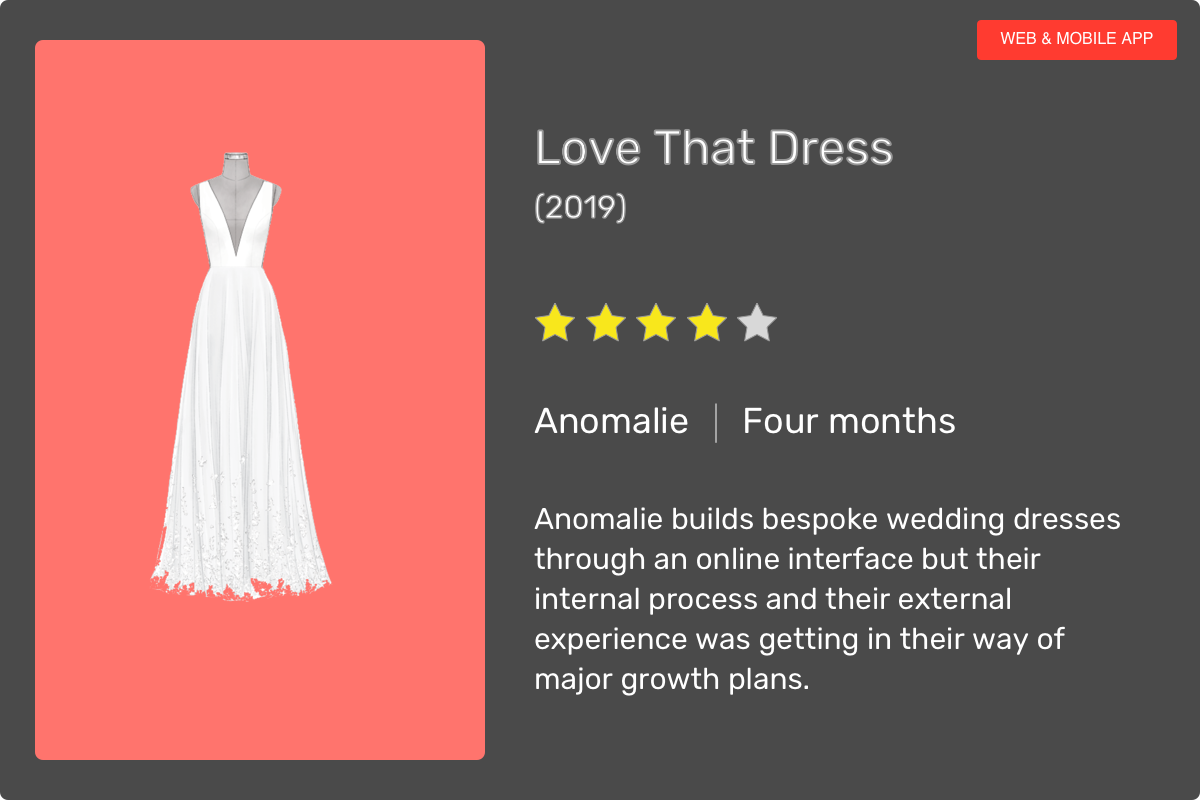 WEB & MOBILE APP
Love That Dress
(2019)
Anomalie | Four months
Anomalie builds bespoke wedding dresses
through an online interface but their
internal process and their external
experience was getting in their way of
major growth plans.